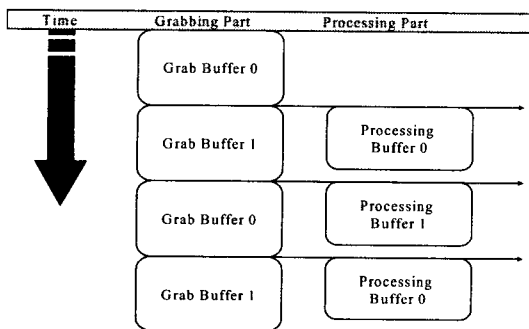 Time Grabbing Part Processing Part
Grab Buffer 0
Grab Buffer 1
Processing
Buffer 0
Grab Buffer 0
Processing
Buffer 1
Grab Buffer 1
Processing
Buffer 0